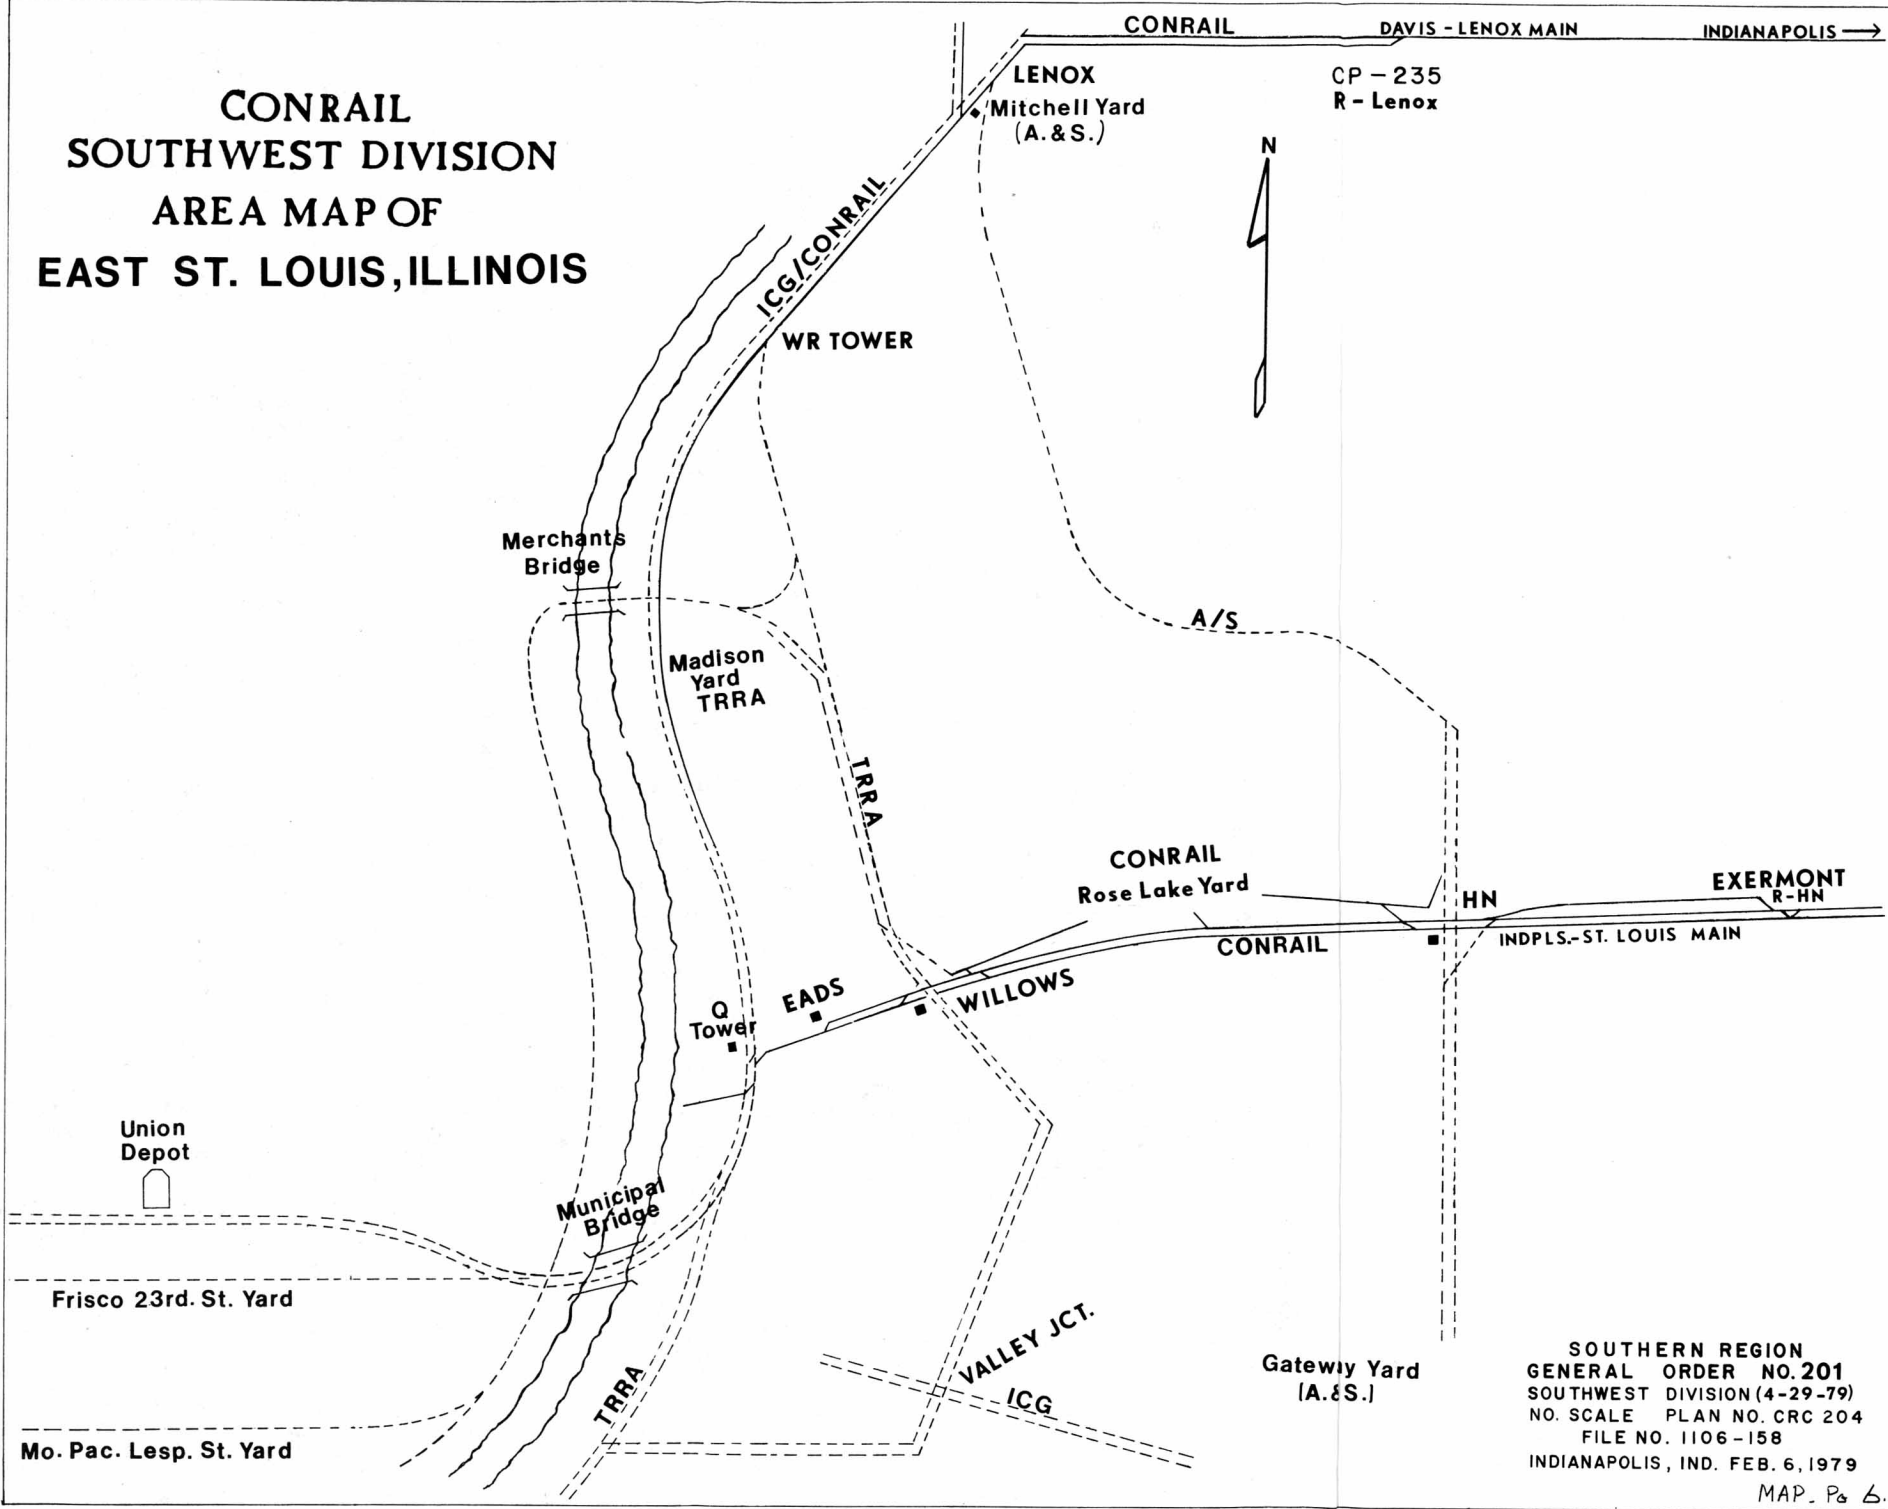 CONRAIL
SOUTHWEST DIVISION
AREA MAP OF
EAST ST. LOUIS, ILLINOIS
CONRAIL
DAVIS - LENOX MAIN
INDIANAPOLIS
LENOX
Mitchell Yard
(A.&S.)
CP - 235
R - Lenox
N
ICG/CONRAIL
WR TOWER
Merchants
Bridge
A/S
Madison
Yard
TRRA
TRRA
CONRAIL
Rose Lake Yard
HN
EXERMONT
R-HN
CONRAIL
INDPLS.-ST. LOUIS MAIN
EADS
WILLOWS
Q
Tower
Union
Depot
Municipal
Bridge
Frisco 23rd. St. Yard
TRRA
VALLEY JCT.
ICG
Gateway Yard
(A.&S.)
Mo. Pac. Lesp. St. Yard
SOUTHERN REGION
GENERAL ORDER NO. 201
SOUTHWEST DIVISION (4-29-79)
NO. SCALE PLAN NO. CRC 204
FILE NO. 1106-158
INDIANAPOLIS, IND. FEB. 6, 1979
MAP - PG 6.